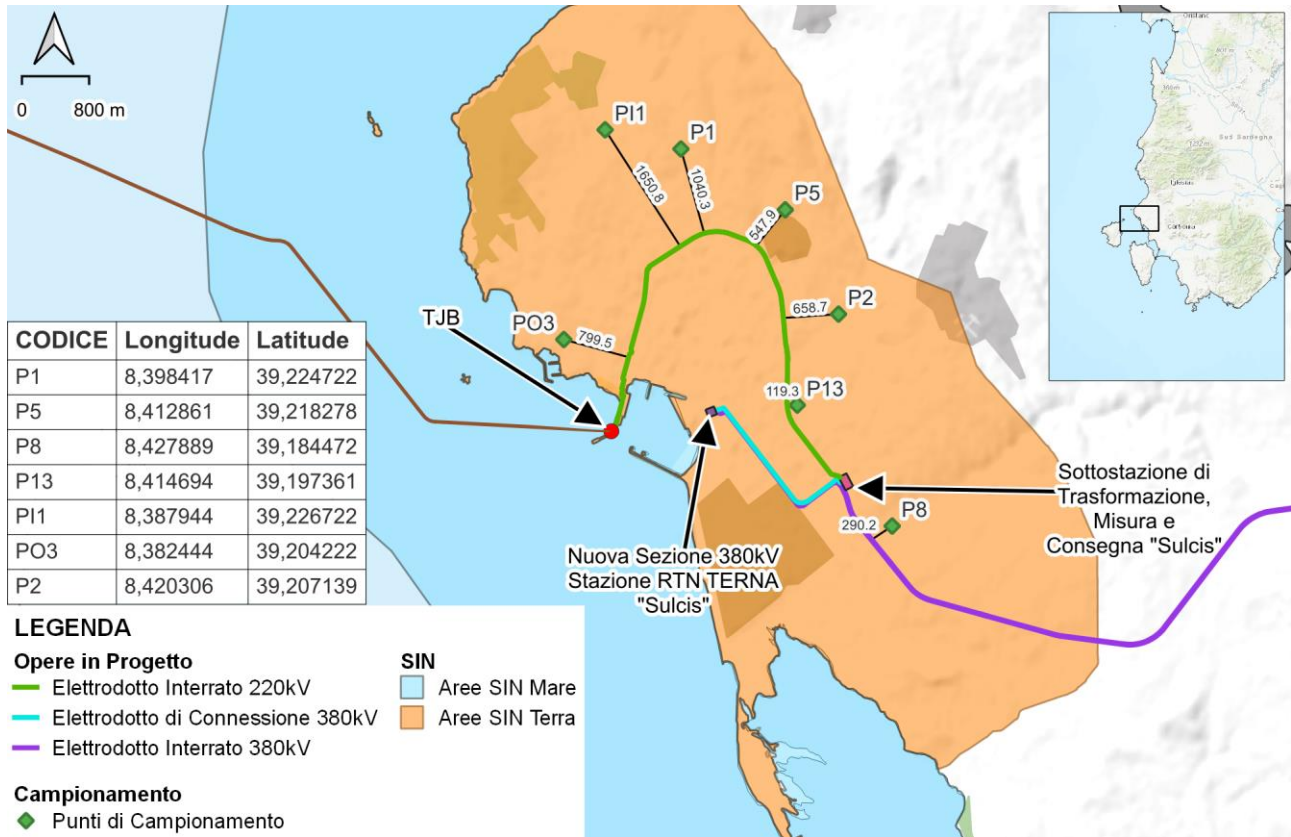 0 800 m
PI1
P1
1650.8
1040.3
P5
547.9
P2
658.7
TJB
PO3
799.5
P13
119.3
P8
290.2
Nuova Sezione 380kV
Stazione RTN TERNA
"Sulcis"
Sottostazione di
Trasformazione,
Misura e
Consegna "Sulcis"
CODICE Longitude Latitude
P1 8,398417 39,224722
P5 8,412861 39,218278
P8 8,427889 39,184472
P13 8,414694 39,197361
PI1 8,387944 39,226722
PO3 8,382444 39,204222
P2 8,420306 39,207139
LEGENDA
Opere in Progetto
Elettrodotto Interrato 220kV
Elettrodotto di Connessione 380kV
Elettrodotto Interrato 380kV
SIN
Aree SIN Mare
Aree SIN Terra
Campionamento
Punti di Campionamento
Oristano
Sud Sardegna
Iglesias
Carbonia